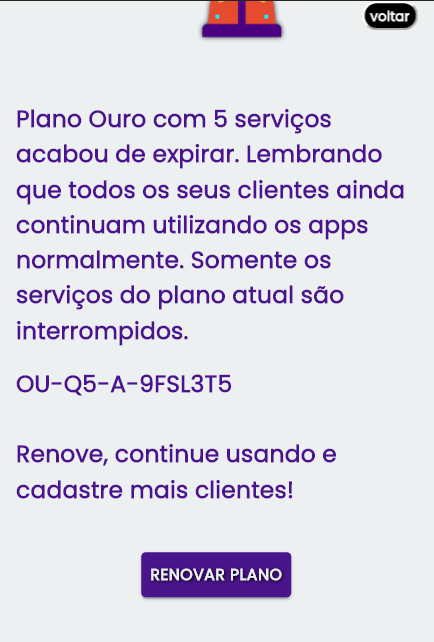 voltar
Plano Ouro com 5 serviços
acabou de expirar. Lembrando
que todos os seus clientes ainda
continuam utilizando os apps
normalmente. Somente os
serviços do plano atual são
interrompidos.
OU-Q5-A-9FSL3T5
Renove, continue usando e
cadastre mais clientes!
RENOVAR PLANO